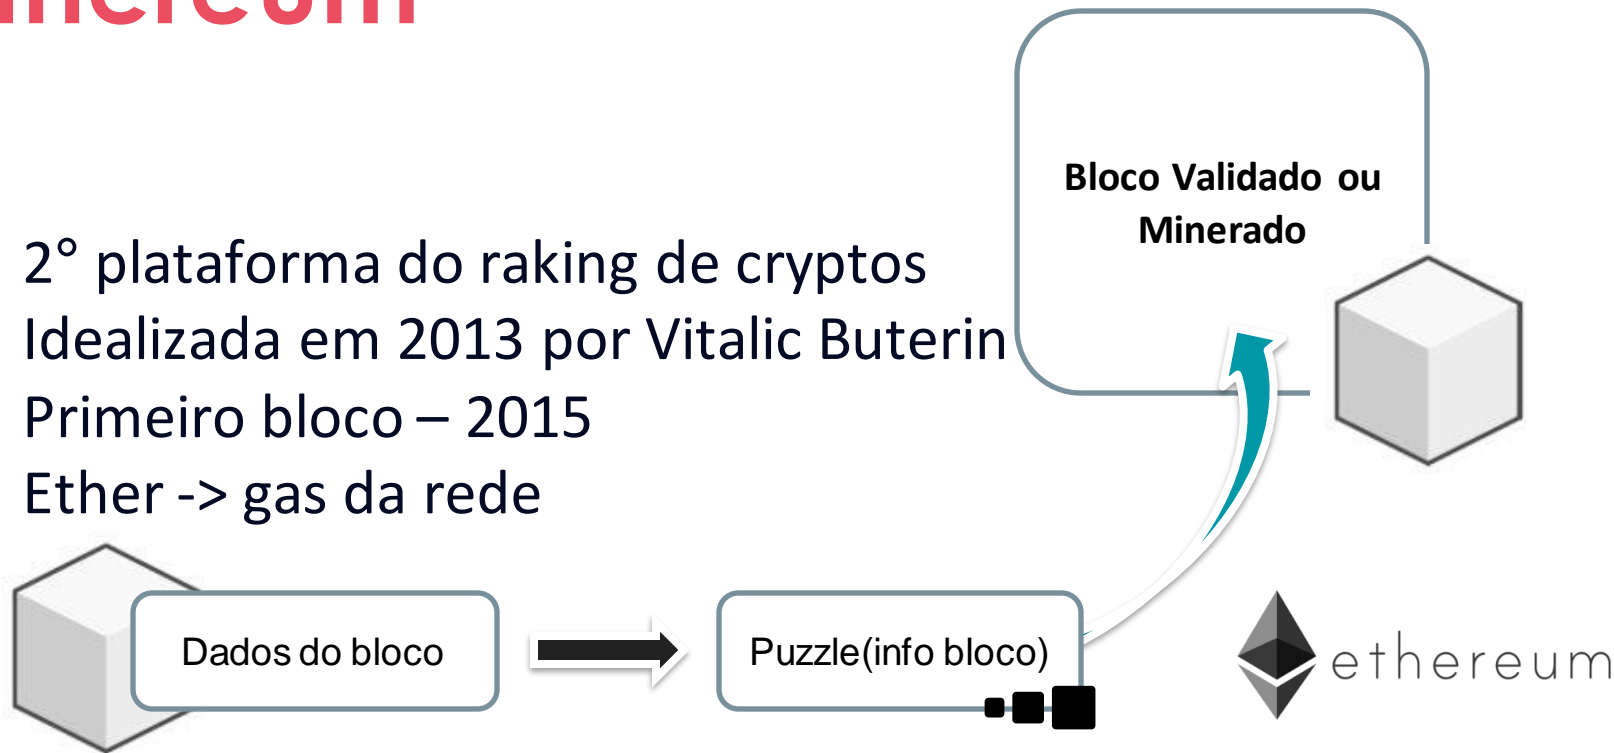 2° plataforma do raking de cryptos
Idealizada em 2013 por Vitalic Buterin
Primeiro bloco – 2015
Ether -> gas da rede
Bloco Validado ou
Minerado
Dados do bloco
Puzzle(info bloco)
ethereum